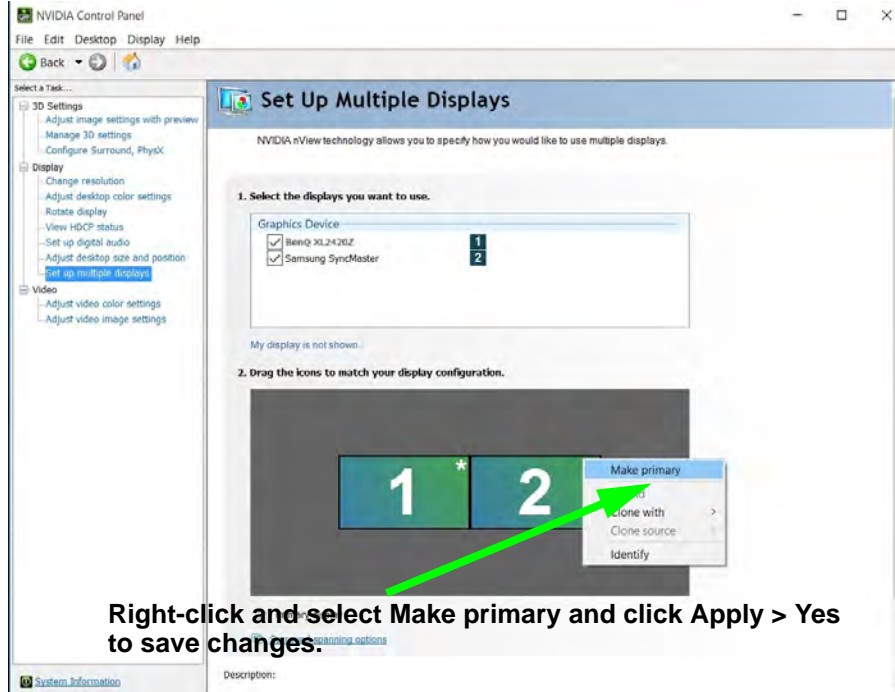 NVIDIA Control Panel
File Edit Desktop Display Help
Back
Select a Task...
3D Settings
Adjust image settings with preview
Manage 3D settings
Configure Surround, PhysX
Display
Change resolution
Adjust desktop color settings
Rotate display
View HDCP status
Set up digital audio
Adjust desktop size and position
Set up multiple displays
Video
Adjust video color settings
Adjust video image settings
System Information
Set Up Multiple Displays
NVIDIA nView technology allows you to specify how you would like to use multiple displays.
1. Select the displays you want to use.
Graphics Device
BenQ XL2420Z 1
Samsung SyncMaster 2
My display is not shown...
2. Drag the icons to match your display configuration.
1 * 2
Make primary
Clone with
Clone source
Identify
Right-click and select Make primary and click Apply > Yes
to save changes.
spanning options
Description: